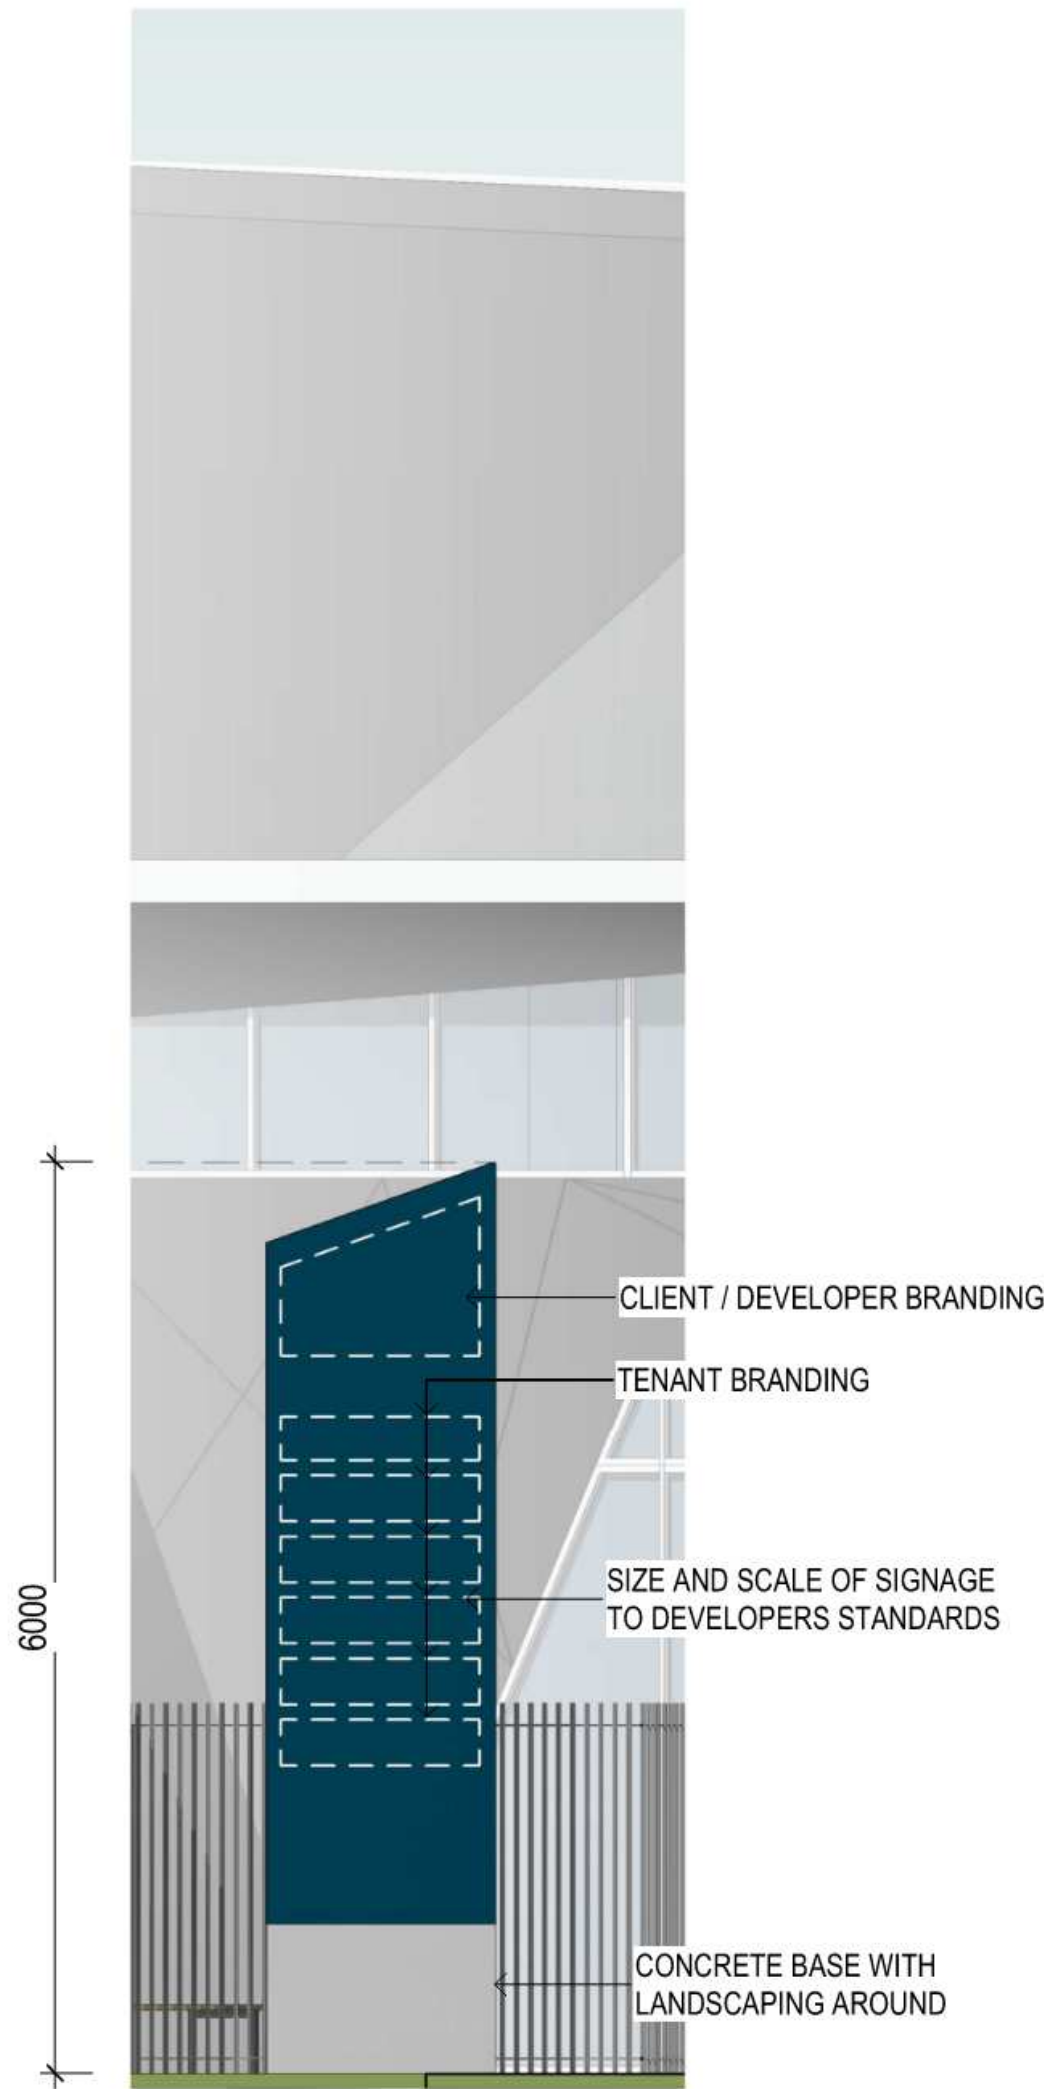 CLIENT / DEVELOPER BRANDING
TENANT BRANDING
SIZE AND SCALE OF SIGNAGE
TO DEVELOPERS STANDARDS
6000
CONCRETE BASE WITH
LANDSCAPING AROUND